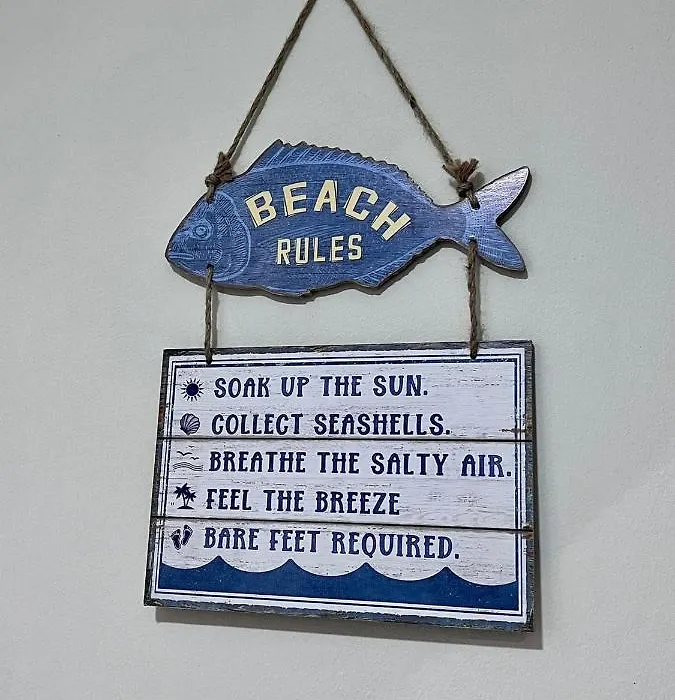 BEACH
RULES
SOAK UP THE SUN.
COLLECT SEASHELLS.
BREATHE THE SALTY AIR.
FEEL THE BREEZE
BARE FEET REQUIRED.